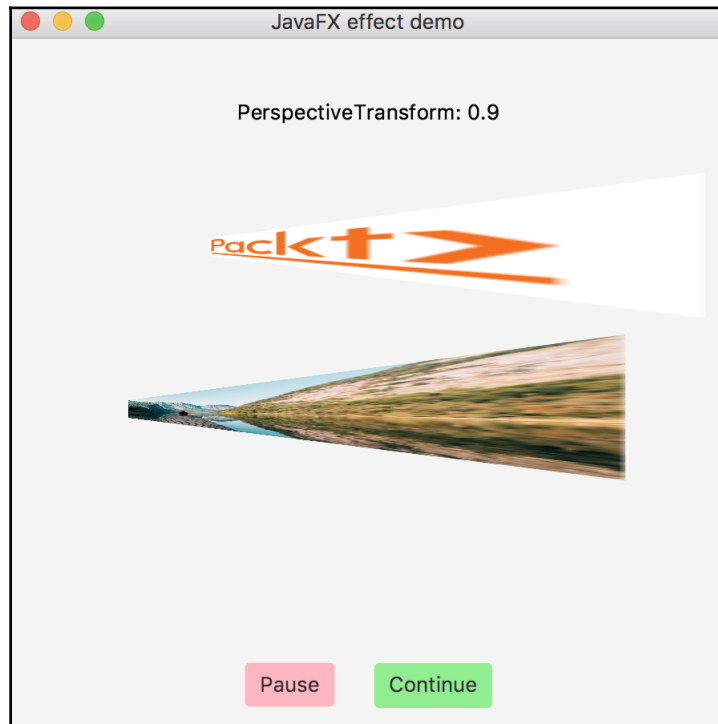 JavaFX effect demo
PerspectiveTransform: 0.9
Packt
Pause Continue